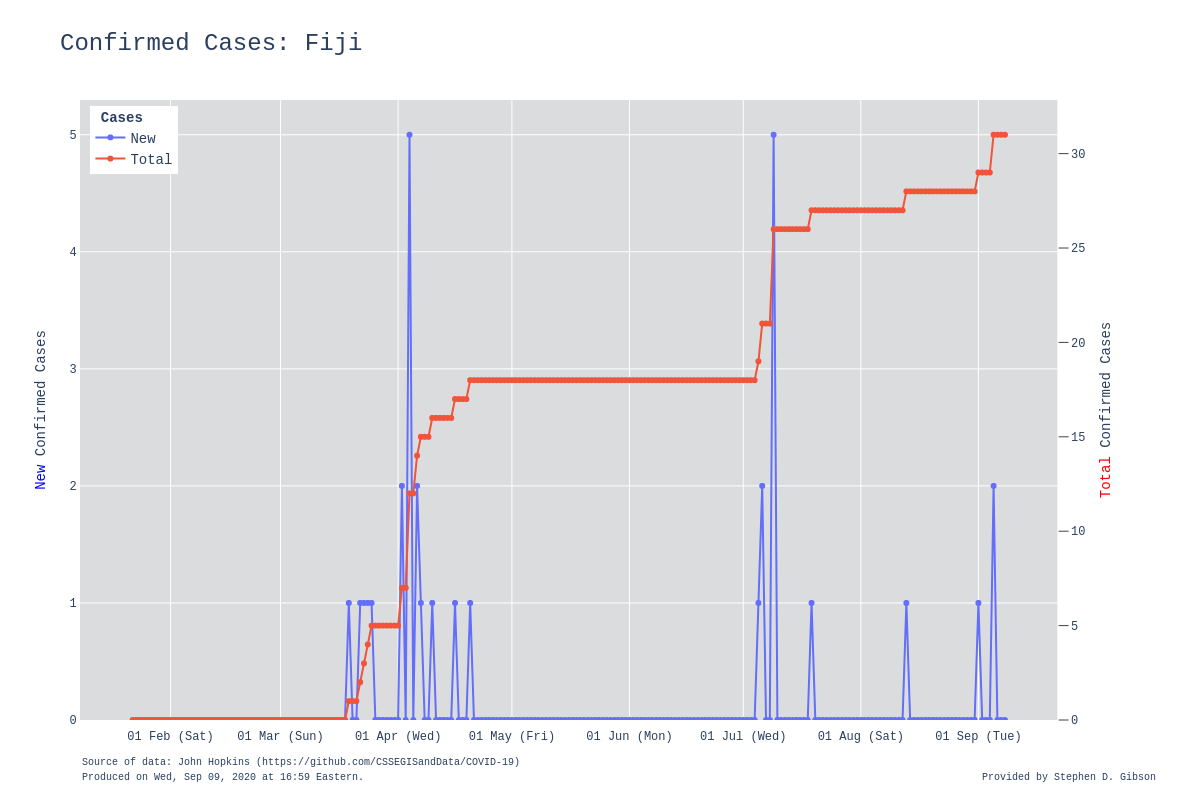 Confirmed Cases: Fiji
Cases
New
Total
5
4
3
2
1
0
30
25
20
15
10
5
0
New Confirmed Cases
Total Confirmed Cases
01 Feb (Sat)
01 Mar (Sun)
01 Apr (Wed)
01 May (Fri)
01 Jun (Mon)
01 Jul (Wed)
01 Aug (Sat)
01 Sep (Tue)
Source of data: John Hopkins (https://github.com/CSSEGISandData/COVID-19)
Produced on Wed, Sep 09, 2020 at 16:59 Eastern.
Provided by Stephen D. Gibson